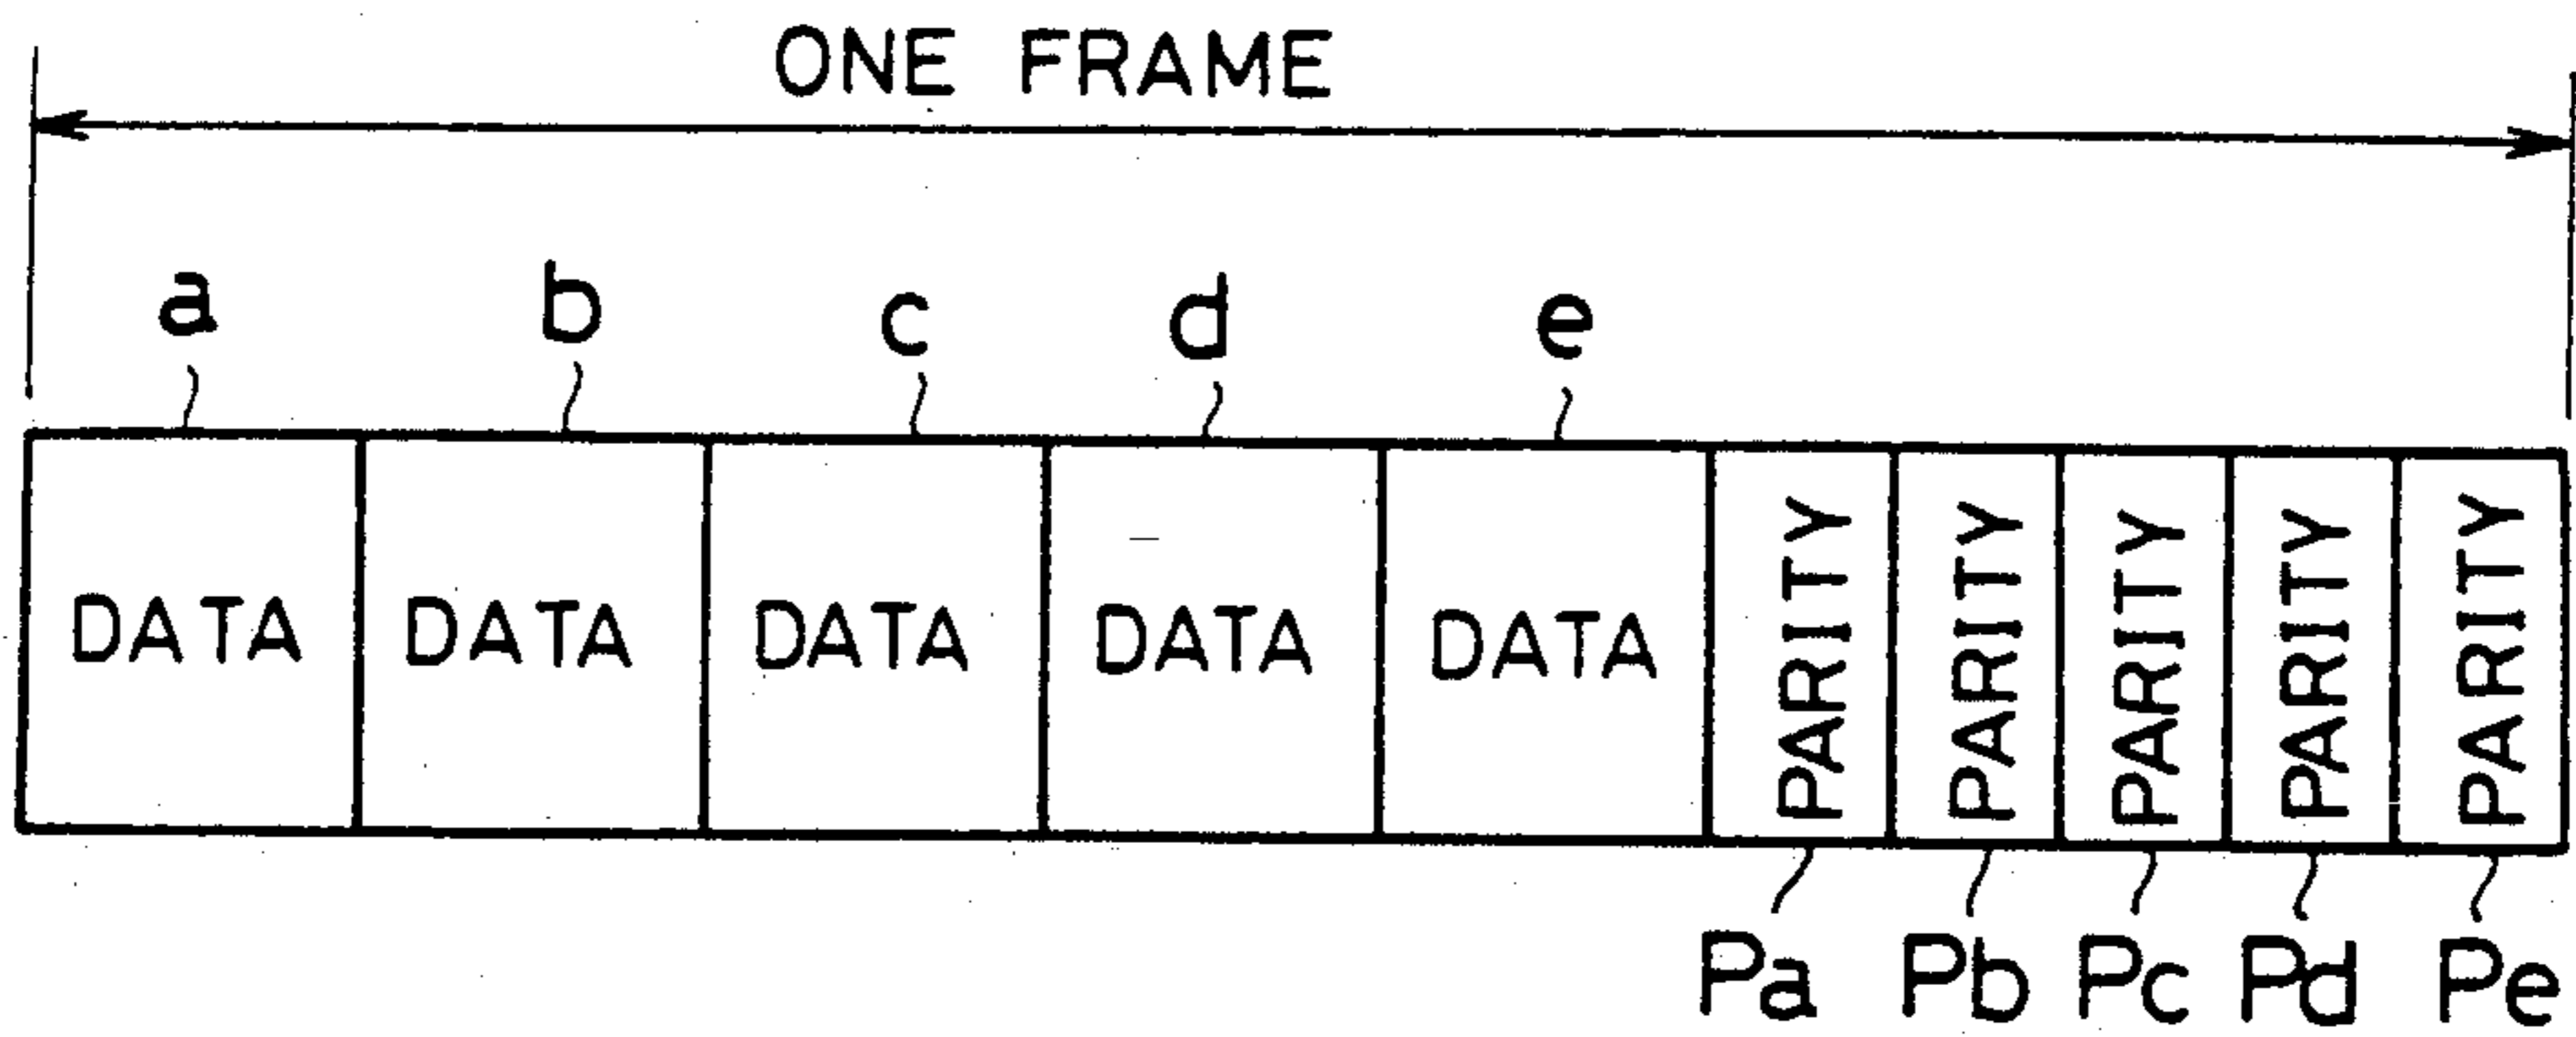 ONE FRAME
a b c d e
DATA DATA DATA DATA DATA PARITY PARITY PARITY PARITY PARITY
Pa Pb Pc Pd Pe